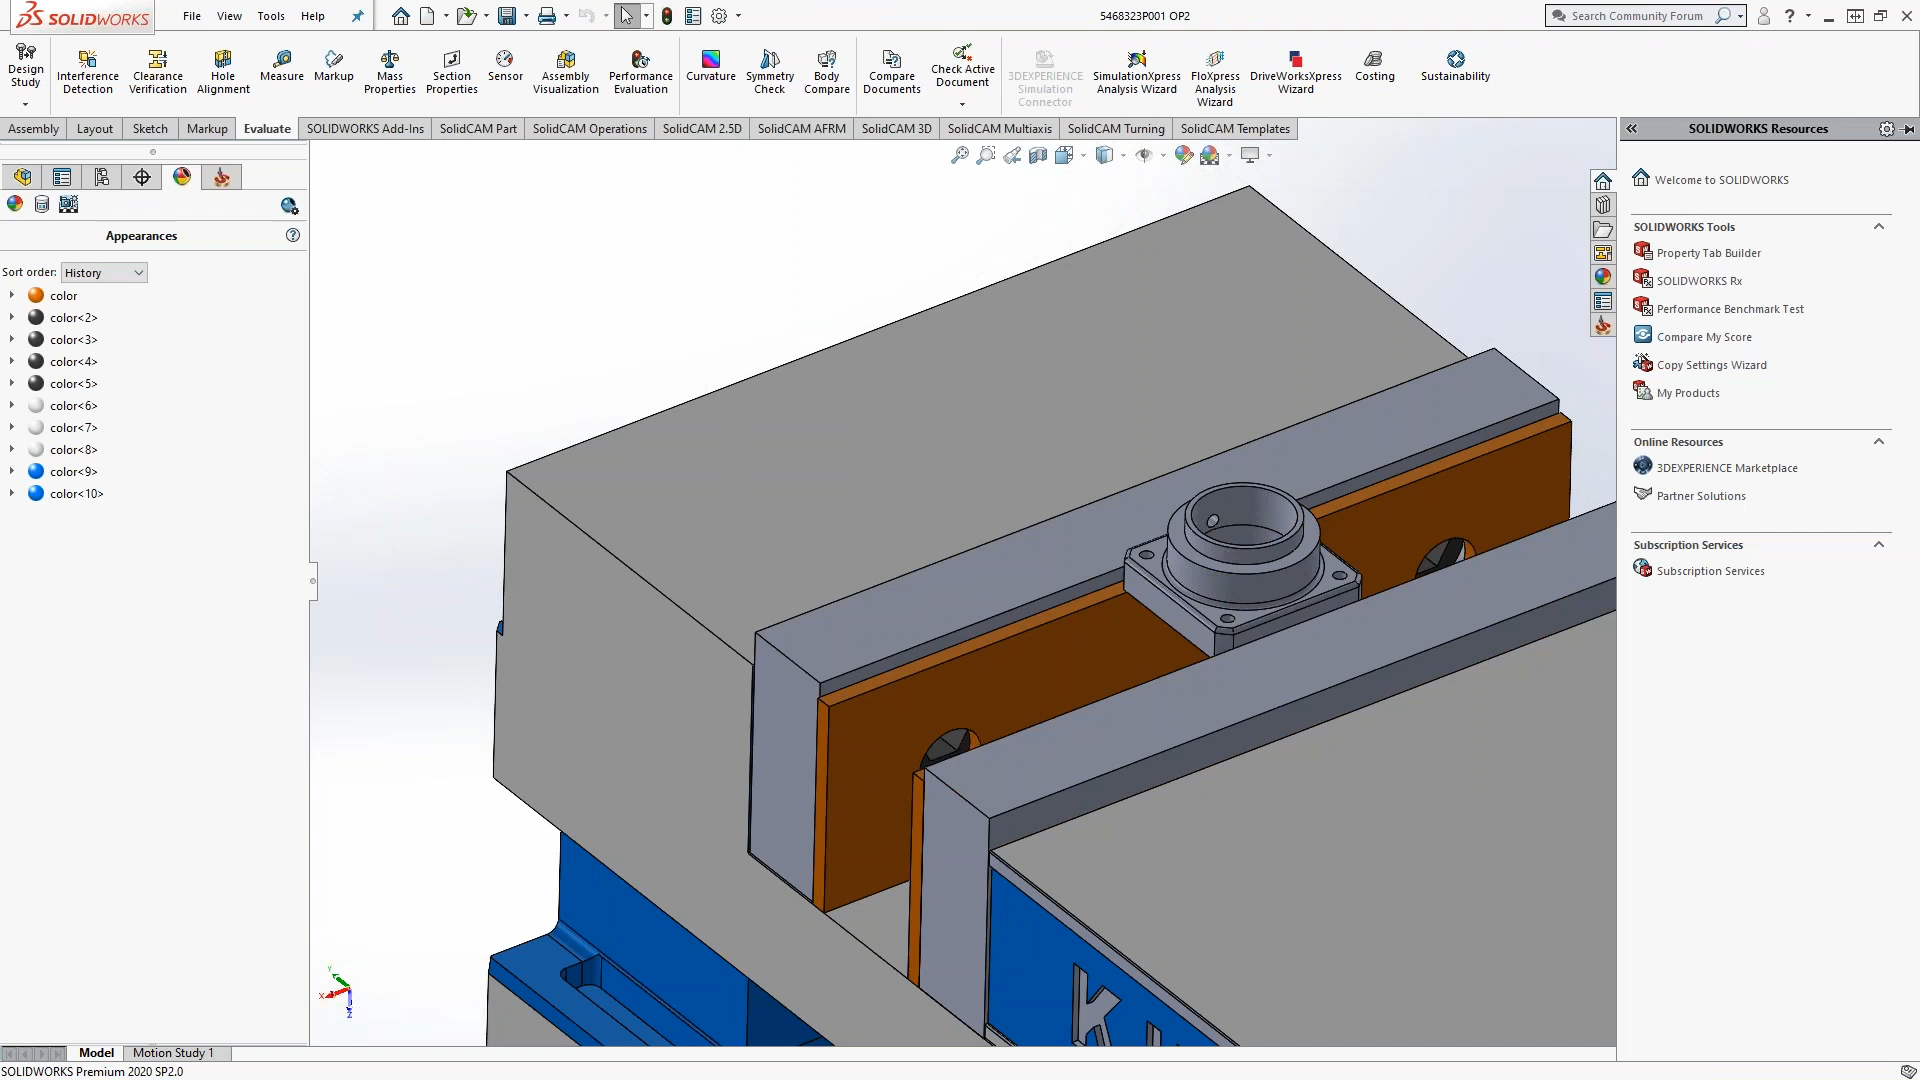 SOLIDWORKS
File View Tools Help
5468323P001 OP2
Search Community Forum
Design Study
Interference Detection
Clearance Verification
Hole Alignment
Measure
Markup
Mass Properties
Section Properties
Sensor
Assembly Visualization
Performance Evaluation
Curvature
Symmetry Check
Body Compare
Compare Documents
Check Active Document
3DEXPERIENCE Simulation Connector
SimulationXpress Analysis Wizard
FloXpress Analysis Wizard
DriveWorksXpress Wizard
Costing
Sustainability
Assembly Layout Sketch Markup Evaluate SOLIDWORKS Add-Ins SolidCAM Part SolidCAM Operations SolidCAM 2.5D SolidCAM AFRM SolidCAM 3D SolidCAM Multiaxis SolidCAM Turning SolidCAM Templates
Appearances
Sort order: History
color
color<2>
color<3>
color<4>
color<5>
color<6>
color<7>
color<8>
color<9>
color<10>
K
Y
X
Z
SOLIDWORKS Resources
Welcome to SOLIDWORKS
SOLIDWORKS Tools
Property Tab Builder
SOLIDWORKS Rx
Performance Benchmark Test
Compare My Score
Copy Settings Wizard
My Products
Online Resources
3DEXPERIENCE Marketplace
Partner Solutions
Subscription Services
Subscription Services
Model Motion Study 1
SOLIDWORKS Premium 2020 SP2.0